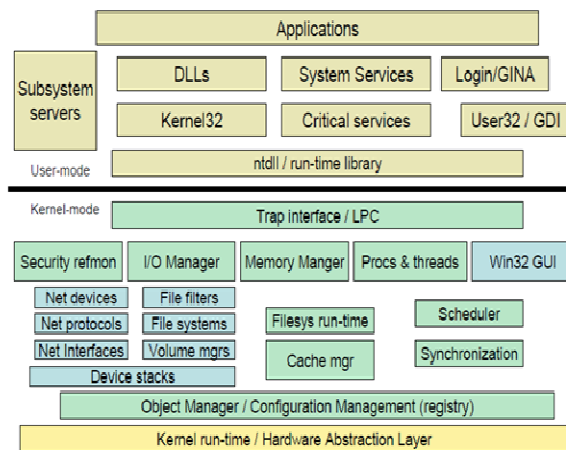 Applications
Subsystem servers
DLLs
System Services
Login/GINA
Kernel32
Critical services
User32 / GDI
User-mode
ntdll / run-time library
Kernel-mode
Trap interface / LPC
Security refmon
I/O Manager
Memory Manger
Procs & threads
Win32 GUI
Net devices
File filters
Net protocols
File systems
Net Interfaces
Volume mgrs
Device stacks
Filesys run-time
Cache mgr
Scheduler
Synchronization
Object Manager / Configuration Management (registry)
Kernel run-time / Hardware Abstraction Layer